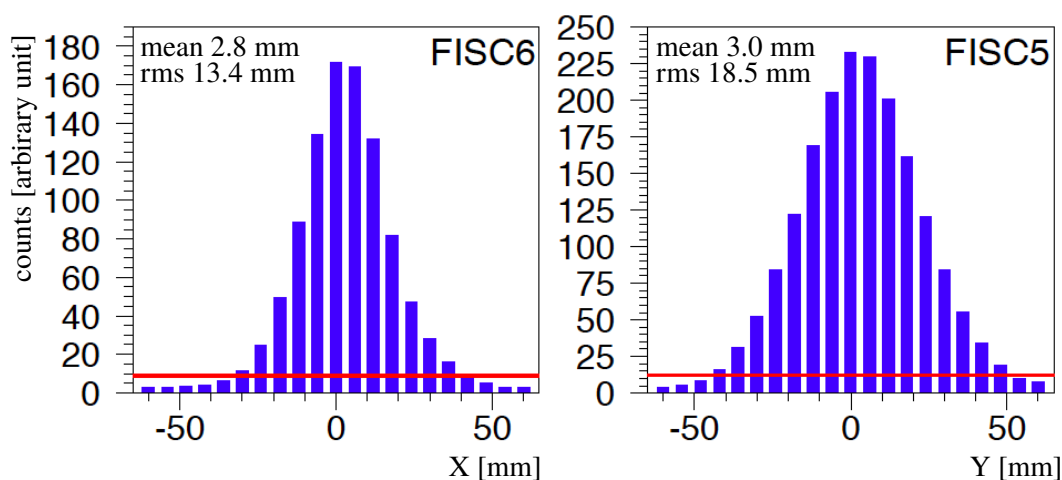 counts [arbirary unit]
mean 2.8 mm
rms 13.4 mm
FISC6
180
160
140
120
100
80
60
40
20
0
-50 0 50
X [mm]
mean 3.0 mm
rms 18.5 mm
FISC5
250
225
200
175
150
125
100
75
50
25
0
-50 0 50
Y [mm]